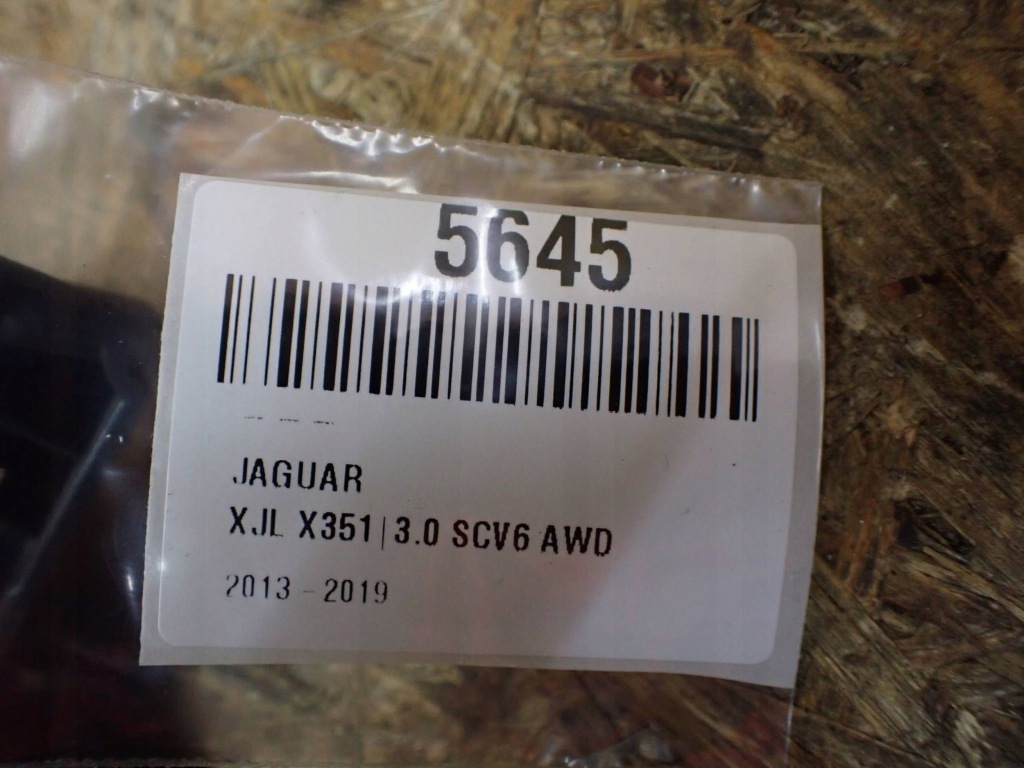 5645
JAGUAR
XJL X351|3.0 SCV6 AWD
2013 - 2019